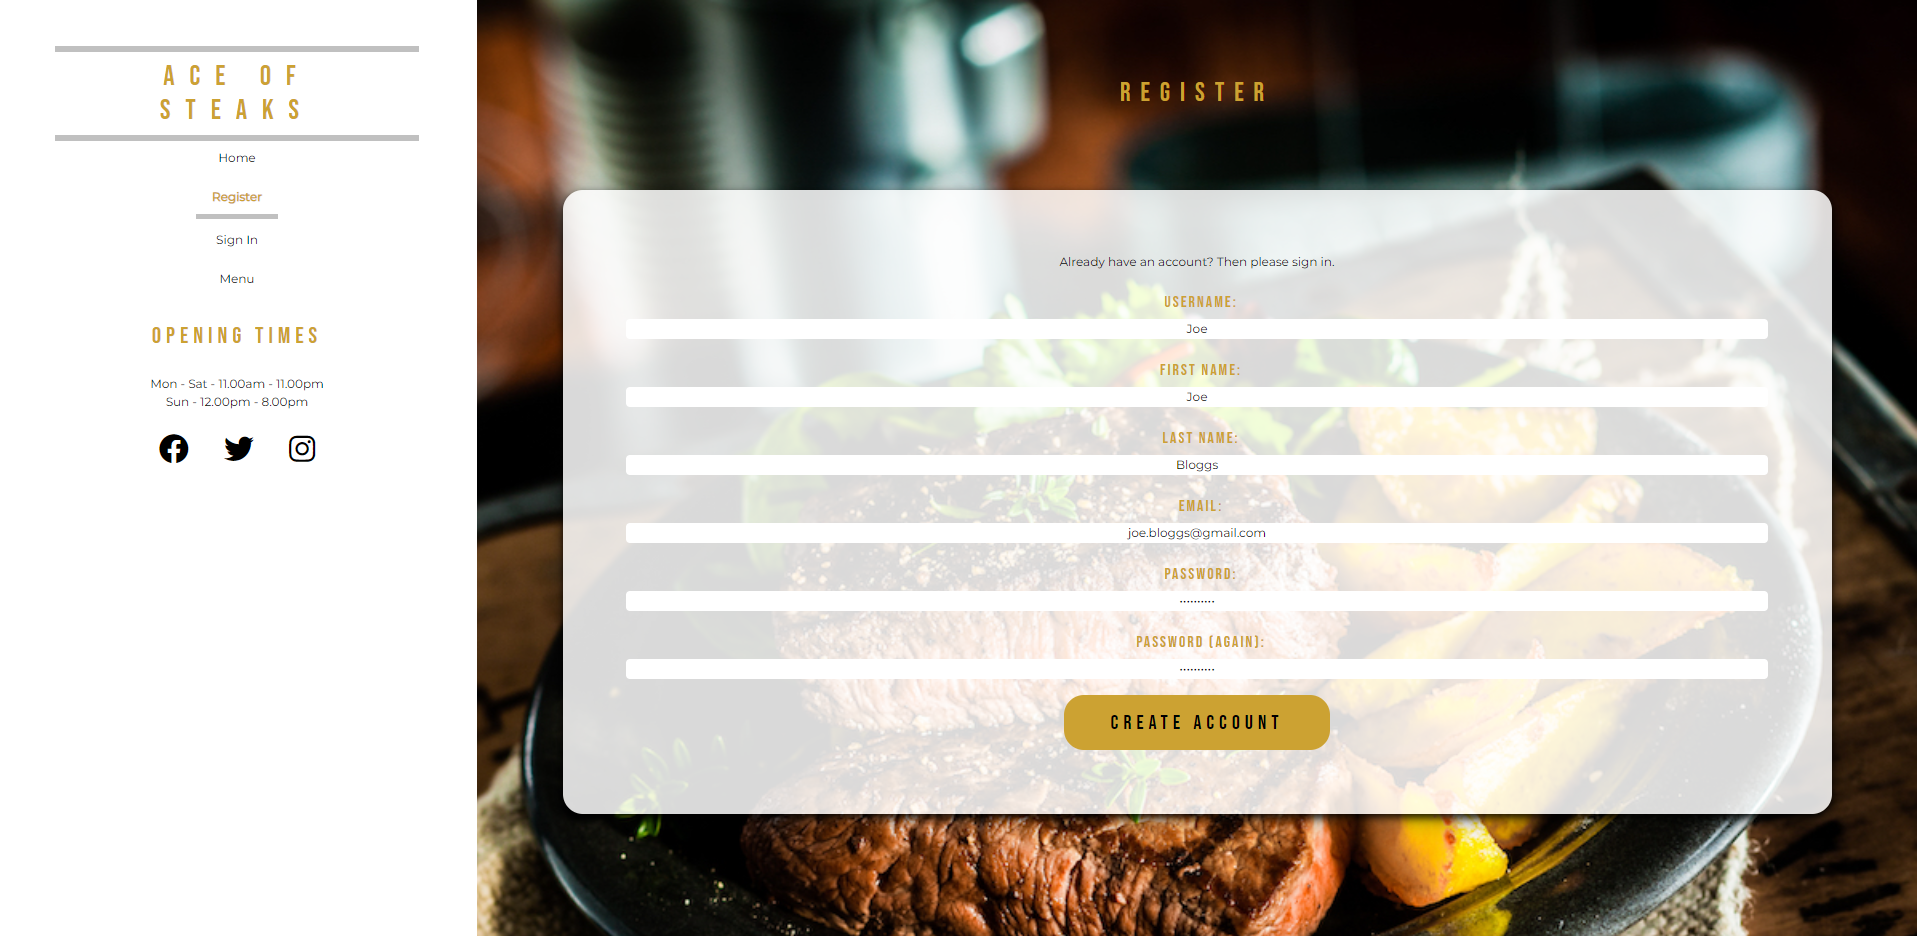 ACE OF
STEAKS
Home
Register
Sign In
Menu
OPENING TIMES
Mon - Sat - 11.00am - 11.00pm
Sun - 12.00pm - 8.00pm
REGISTER
Already have an account? Then please sign in.
USERNAME:
Joe
FIRST NAME:
Joe
LAST NAME:
Bloggs
EMAIL:
joe.bloggs@gmail.com
PASSWORD:
··········
PASSWORD (AGAIN):
··········
CREATE ACCOUNT